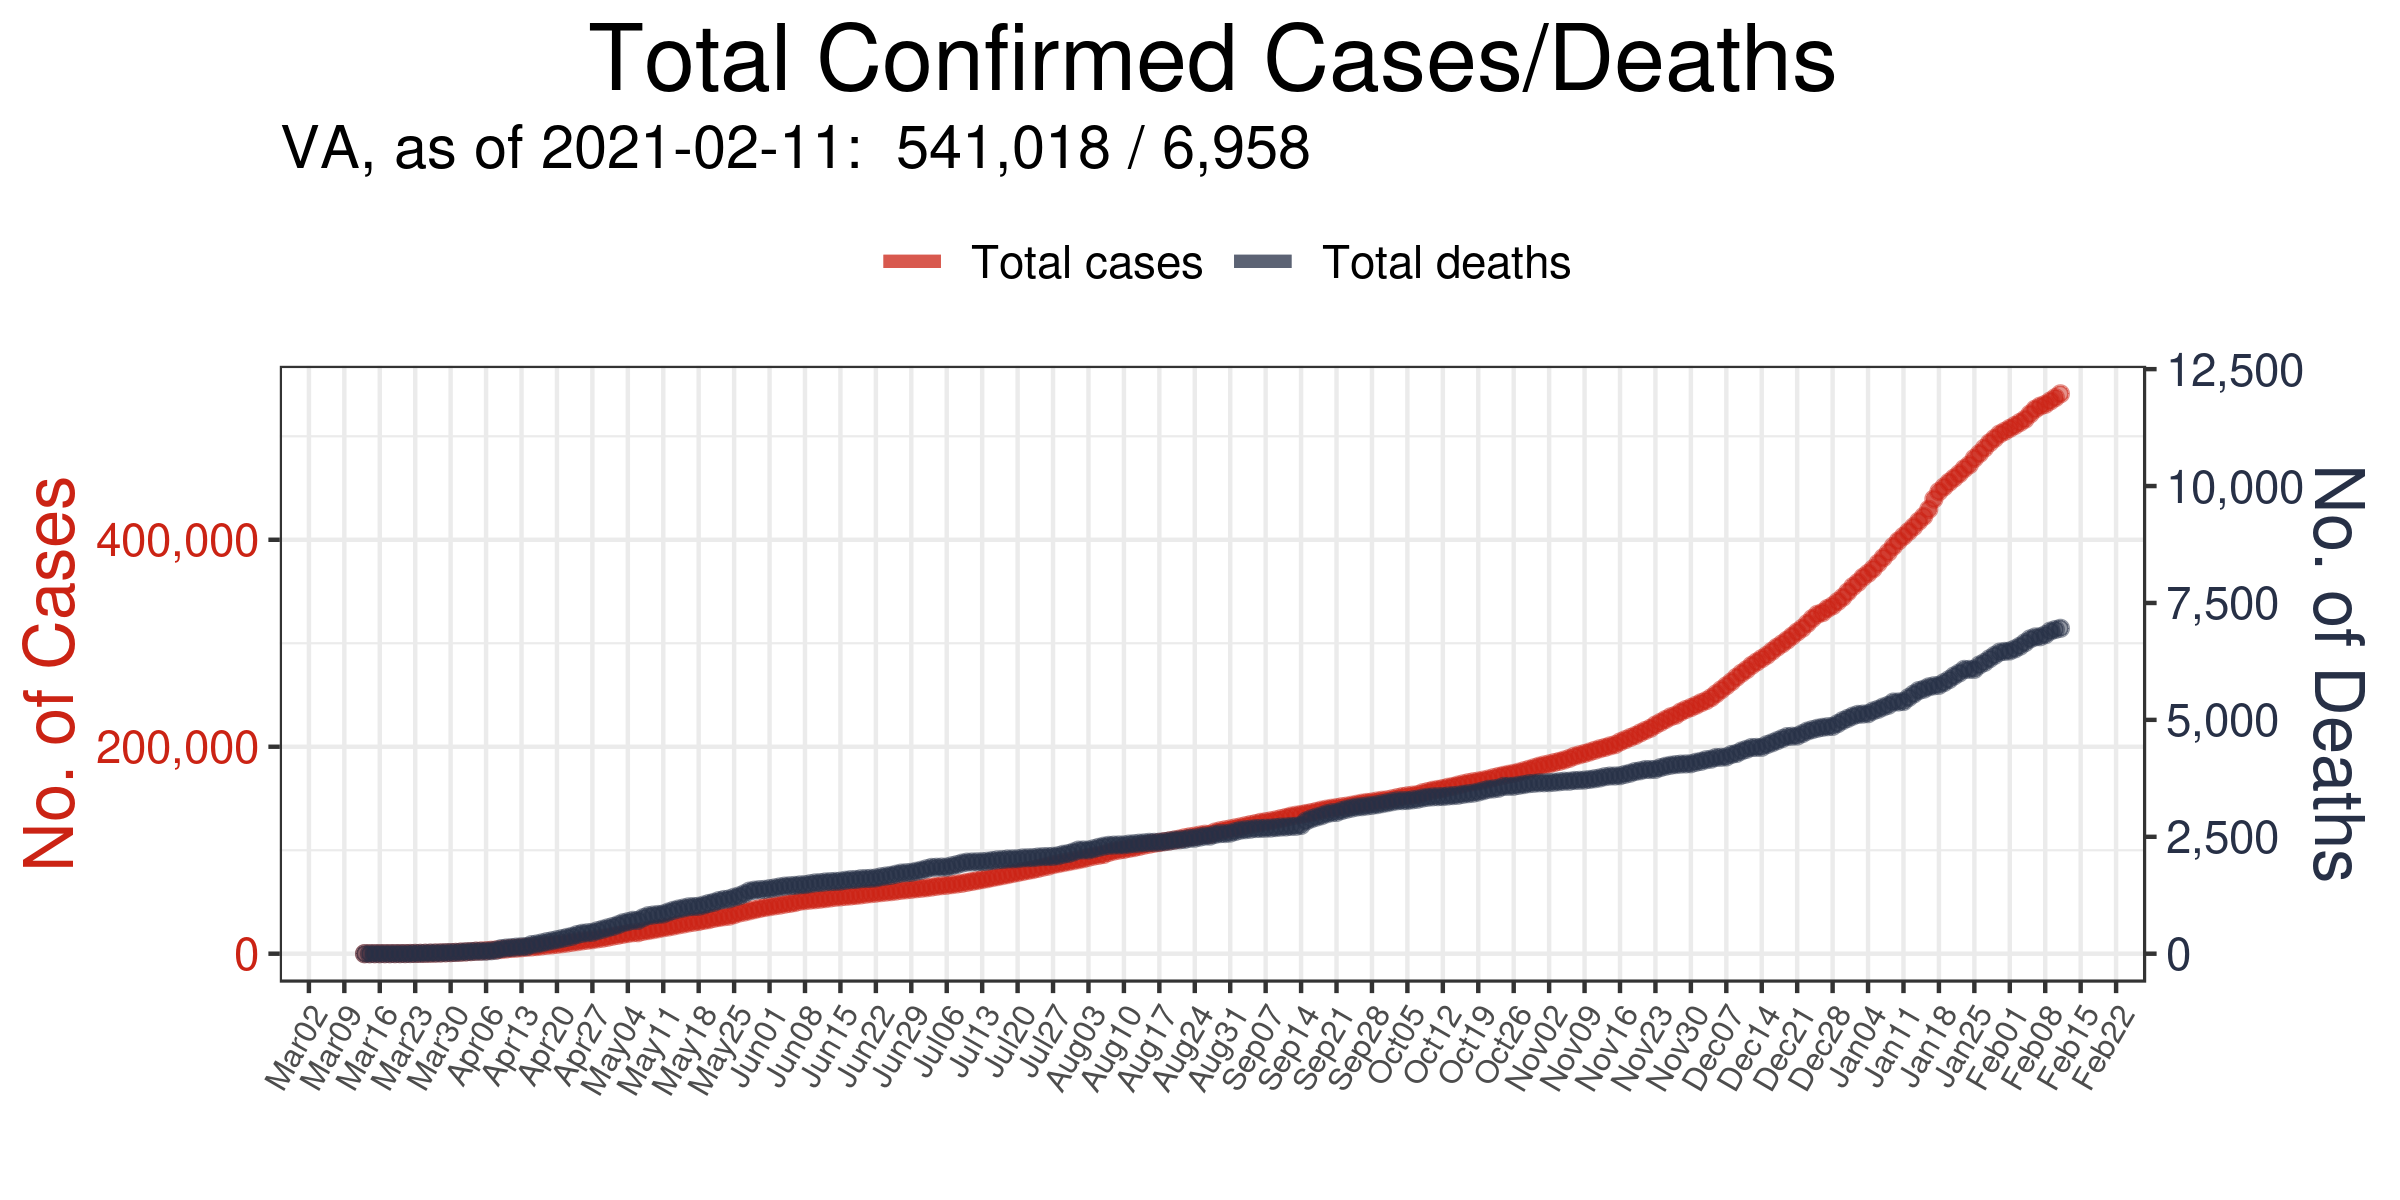 Total Confirmed Cases/Deaths
VA, as of 2021-02-11: 541,018 / 6,958
Total cases
Total deaths
No. of Cases
400,000
200,000
0
12,500
10,000
7,500
5,000
2,500
0
No. of Deaths
Mar02
Mar09
Mar16
Mar23
Mar30
Apr06
Apr13
Apr20
Apr27
May04
May11
May18
May25
Jun01
Jun08
Jun15
Jun22
Jun29
Jul06
Jul13
Jul20
Jul27
Aug03
Aug10
Aug17
Aug24
Aug31
Sep07
Sep14
Sep21
Sep28
Oct05
Oct12
Oct19
Oct26
Nov02
Nov09
Nov16
Nov23
Nov30
Dec07
Dec14
Dec21
Dec28
Jan04
Jan11
Jan18
Jan25
Feb01
Feb08
Feb15
Feb22